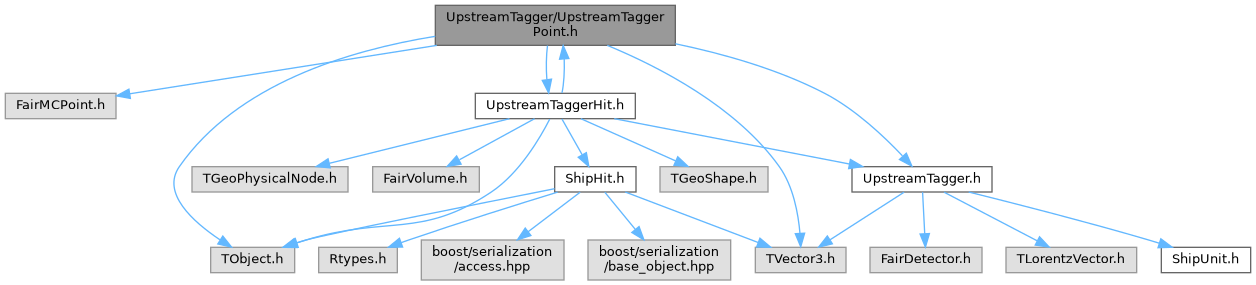 UpstreamTagger/UpstreamTagger
Point.h
FairMCPoint.h
UpstreamTaggerHit.h
TGeoPhysicalNode.h
FairVolume.h
ShipHit.h
TGeoShape.h
UpstreamTagger.h
TObject.h
Rtypes.h
boost/serialization
/access.hpp
boost/serialization
/base_object.hpp
TVector3.h
FairDetector.h
TLorentzVector.h
ShipUnit.h